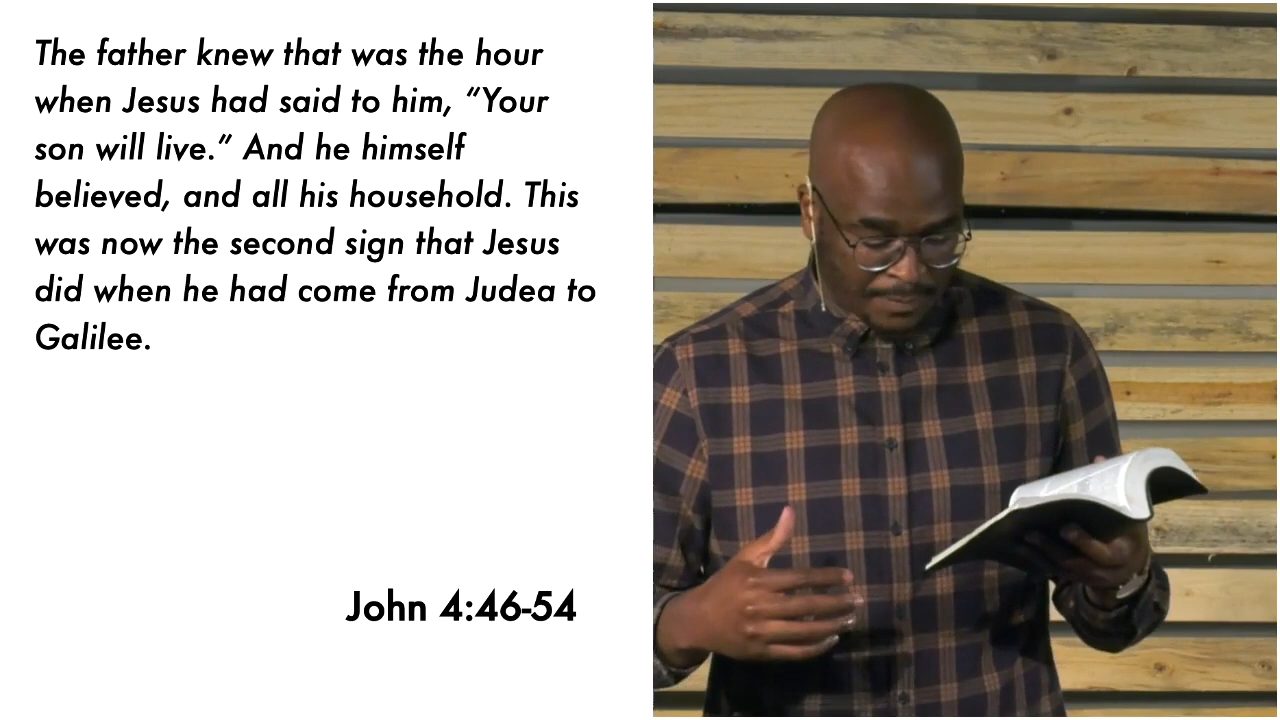 The father knew that was the hour
when Jesus had said to him, “Your
son will live.” And he himself
believed, and all his household. This
was now the second sign that Jesus
did when he had come from Judea to
Galilee.
John 4:46-54